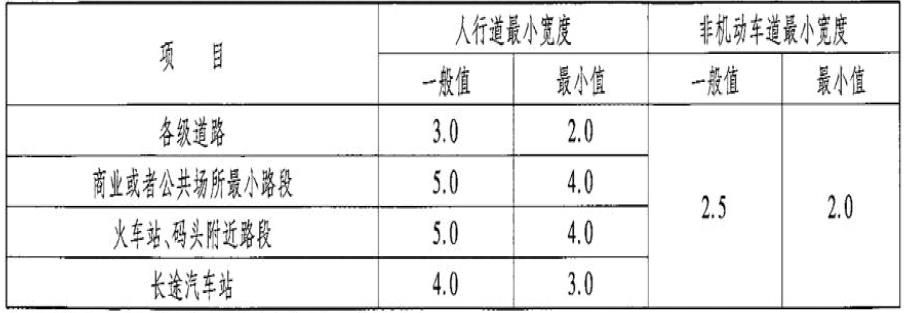 项 目 人行道最小宽度 非机动车道最小宽度
一般值 最小值 一般值 最小值
各级道路 3.0 2.0
商业或者公共场所最小路段 5.0 4.0
2.5 2.0
火车站、码头附近路段 5.0 4.0
长途汽车站 4.0 3.0